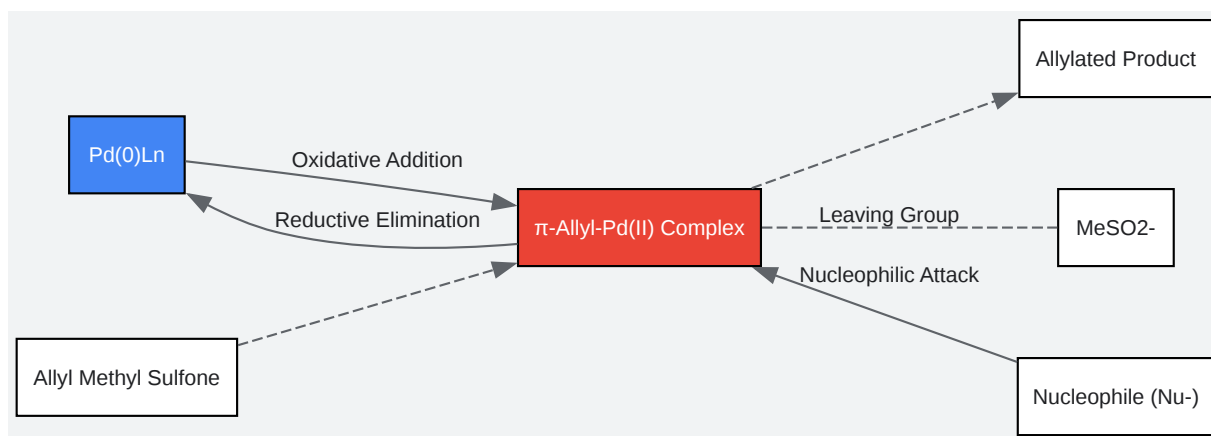 Allylated Product
Pd(0)Ln
Oxidative Addition
Reductive Elimination
π-Allyl-Pd(II) Complex
Leaving Group
MeSO2-
Nucleophilic Attack
Allyl Methyl Sulfone
Nucleophile (Nu-)